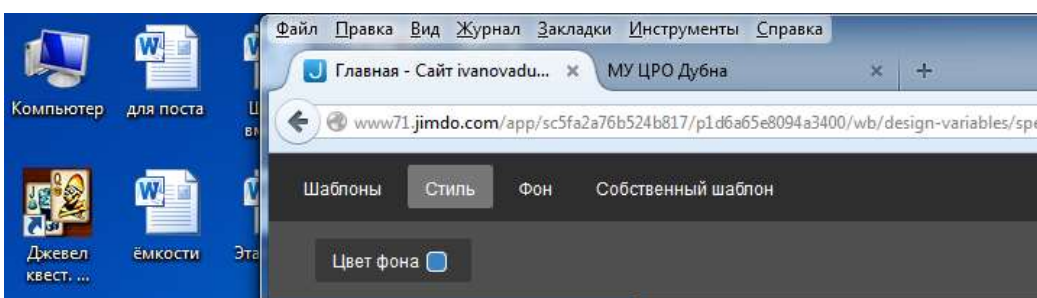 Компьютер
для поста
Джевел
квест. ...
ёмкости
Файл Правка Вид Журнал Закладки Инструменты Справка
Главная - Сайт ivanovadu...
МУ ЦРО Дубна
www71.jimdo.com/app/sc5fa2a76b524b817/p1d6a65e8094a3400/wb/design-variables/spe
Шаблоны Стиль Фон Собственный шаблон
Цвет фона